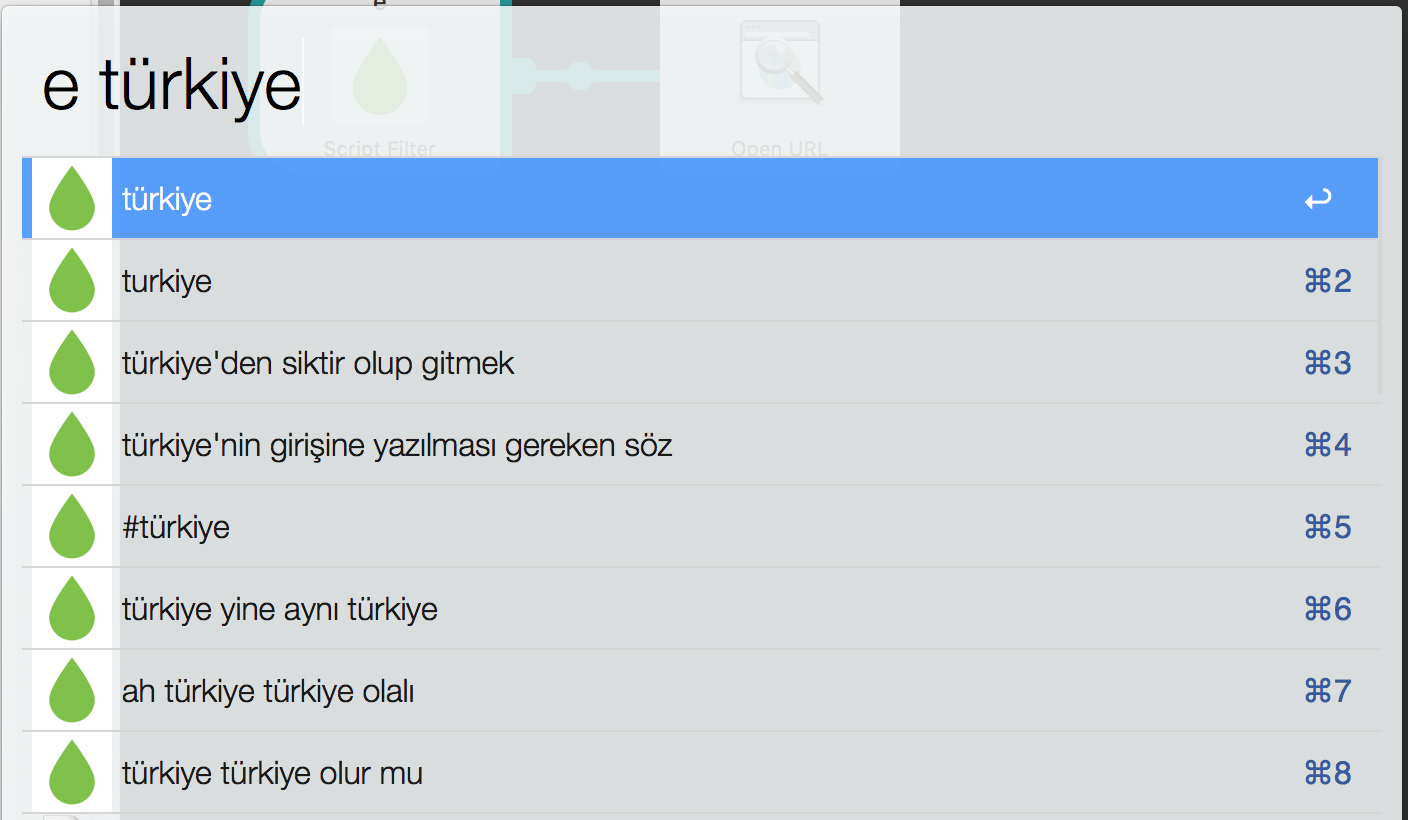 e
e türkiye
Script Filter
Open URL
türkiye ↩
turkiye ⌘2
türkiye'den siktir olup gitmek ⌘3
türkiye'nin girişine yazılması gereken söz ⌘4
#türkiye ⌘5
türkiye yine aynı türkiye ⌘6
ah türkiye türkiye olalı ⌘7
türkiye türkiye olur mu ⌘8